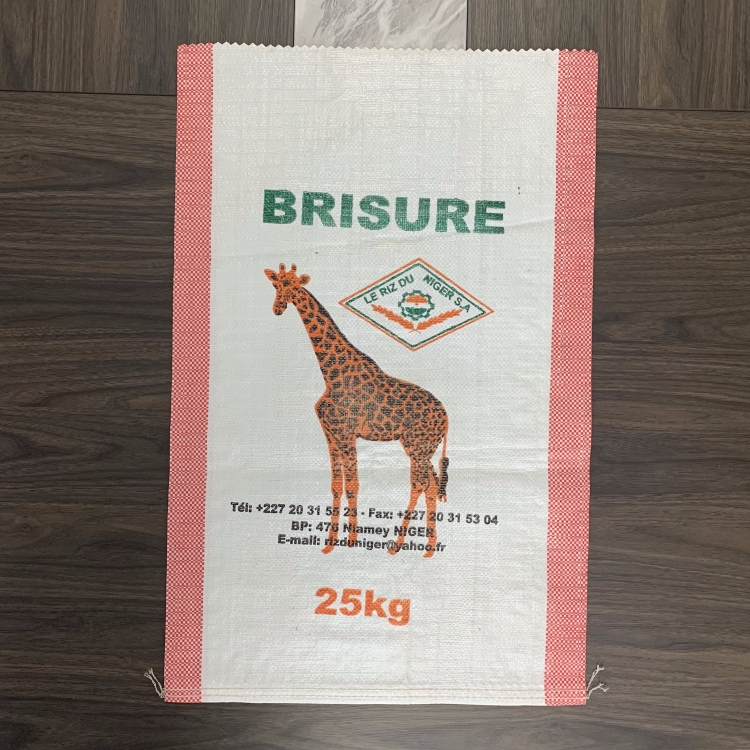 BRISURE
LE RIZ DU NIGER S.A
Tél: +227 20 31 55 23 - Fax: +227 20 31 53 04
BP: 476 Niamey NIGER
E-mail: rizduniger@yahoo.fr
25kg